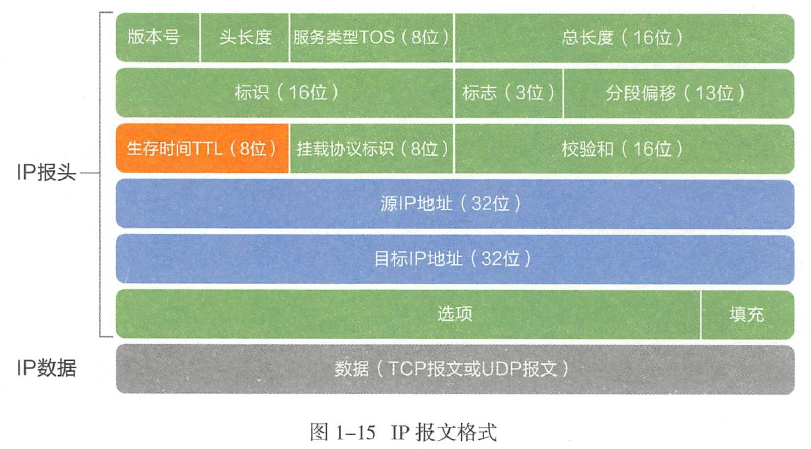 版本号 头长度 服务类型TOS（8位） 总长度（16位）
标识（16位） 标志（3位） 分段偏移（13位）
生存时间TTL（8位） 挂载协议标识（8位） 校验和（16位）
IP报头
源IP地址（32位）
目标IP地址（32位）
选项 填充
IP数据 数据（TCP报文或UDP报文）
图 1-15 IP 报文格式